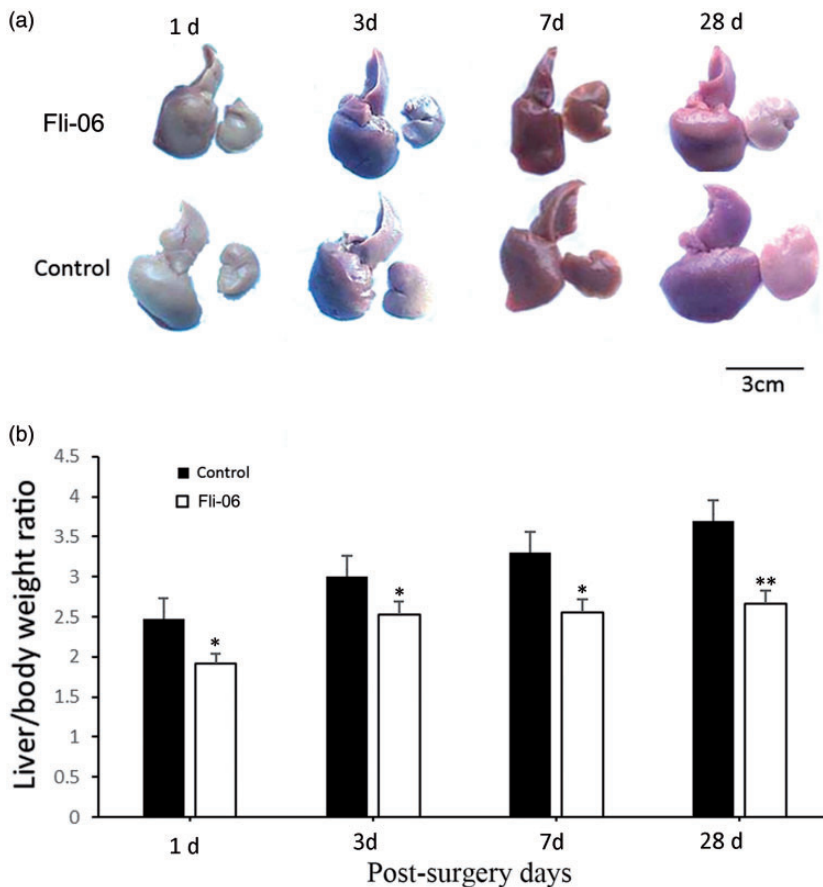 (a)
1 d 3d 7d 28 d
Fli-06
Control
3cm
(b)
4.5
4
3.5
3
2.5
2
1.5
1
0.5
0
Liver/body weight ratio
Control
Fli-06
* * * **
1 d 3d 7d 28 d
Post-surgery days